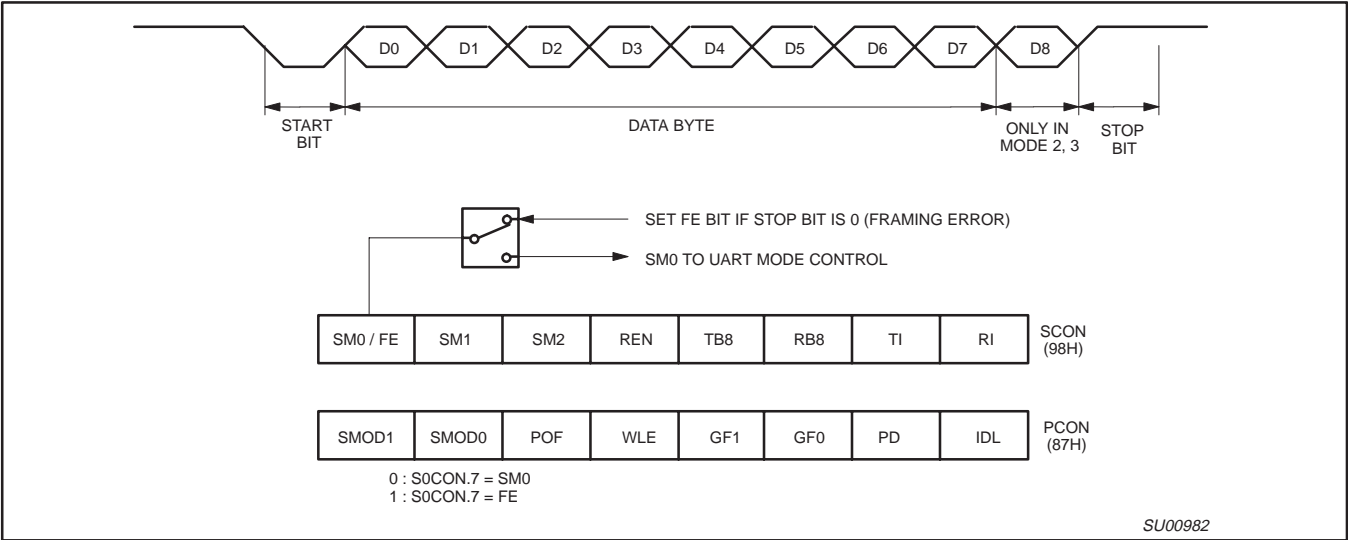 D0 D1 D2 D3 D4 D5 D6 D7 D8
START
BIT
DATA BYTE
ONLY IN
MODE 2, 3
STOP
BIT
SET FE BIT IF STOP BIT IS 0 (FRAMING ERROR)
SM0 TO UART MODE CONTROL
SM0 / FE SM1 SM2 REN TB8 RB8 TI RI
SCON
(98H)
SMOD1 SMOD0 POF WLE GF1 GF0 PD IDL
PCON
(87H)
0 : S0CON.7 = SM0
1 : S0CON.7 = FE
SU00982